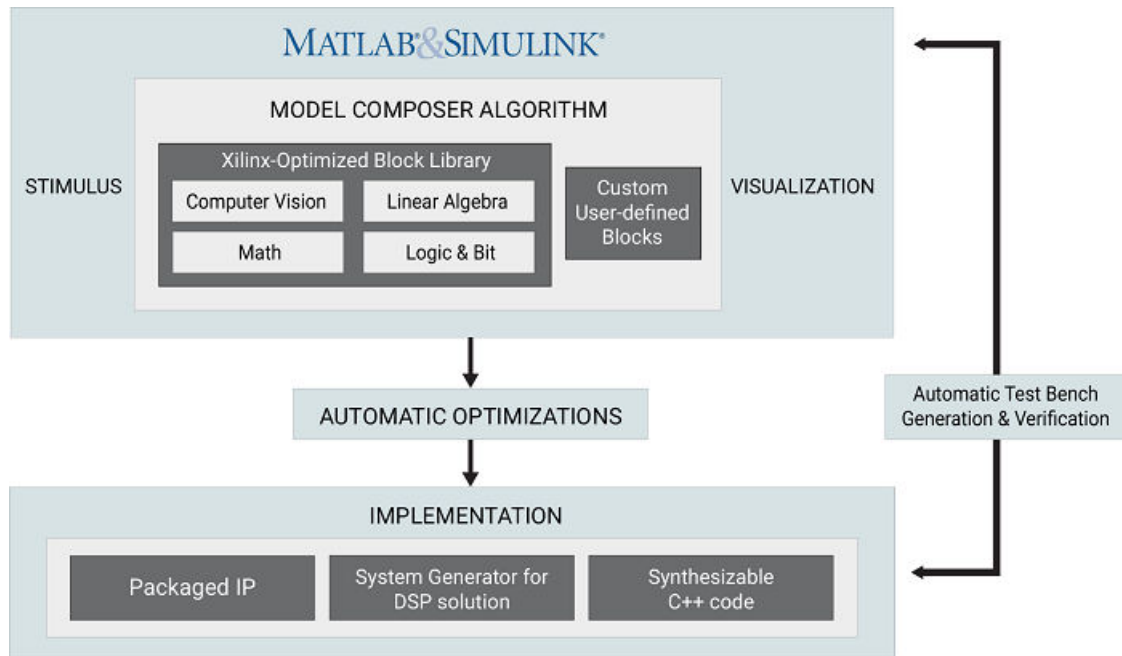 MATLAB®&SIMULINK®
MODEL COMPOSER ALGORITHM
Xilinx-Optimized Block Library
STIMULUS
Computer Vision
Linear Algebra
Math
Logic & Bit
Custom
User-defined
Blocks
VISUALIZATION
AUTOMATIC OPTIMIZATIONS
Automatic Test Bench
Generation & Verification
IMPLEMENTATION
Packaged IP
System Generator for
DSP solution
Synthesizable
C++ code